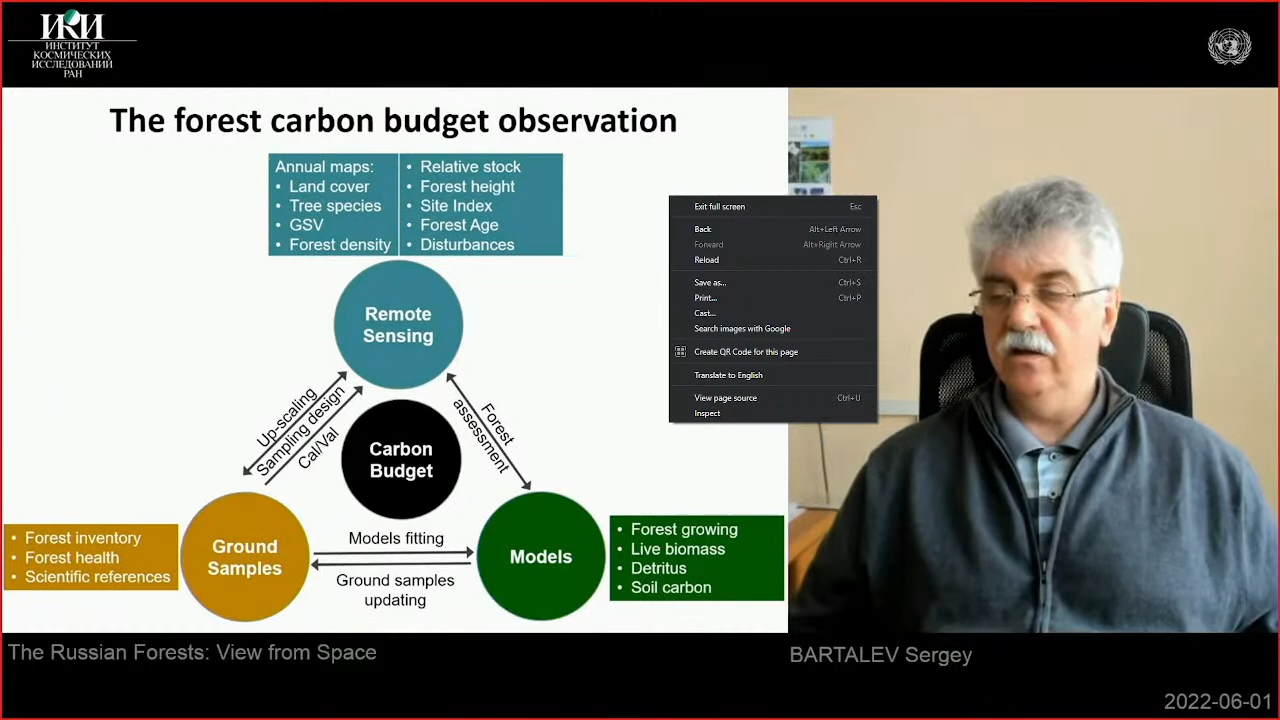 ИКИ
ИНСТИТУТ
КОСМИЧЕСКИХ
ИССЛЕДОВАНИЙ
РАН
The forest carbon budget observation
Annual maps:
• Land cover
• Tree species
• GSV
• Forest density
• Relative stock
• Forest height
• Site Index
• Forest Age
• Disturbances
Remote
Sensing
Up-scaling
Sampling design
Cal/Val
Forest
assessment
Carbon
Budget
• Forest inventory
• Forest health
• Scientific references
Ground
Samples
Models fitting
Ground samples
updating
Models
• Forest growing
• Live biomass
• Detritus
• Soil carbon
Exit full screen Esc
Back Alt+Left Arrow
Forward Alt+Right Arrow
Reload Ctrl+R
Save as... Ctrl+S
Print... Ctrl+P
Cast...
Search images with Google
Create QR Code for this page
Translate to English
View page source Ctrl+U
Inspect
The Russian Forests: View from Space
BARTALEV Sergey
2022-06-01